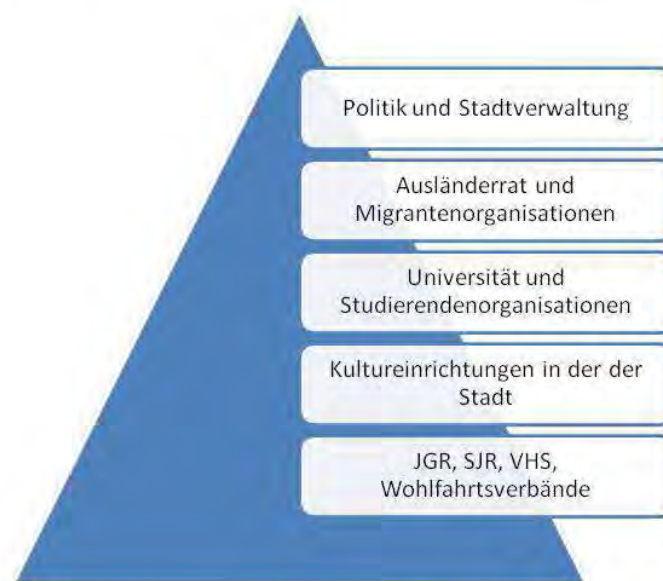 Politik und Stadtverwaltung
Ausländerrat und
Migrantenorganisationen
Universität und
Studierendenorganisationen
Kultureinrichtungen in der der
Stadt
JGR, SJR, VHS,
Wohlfahrtsverbände